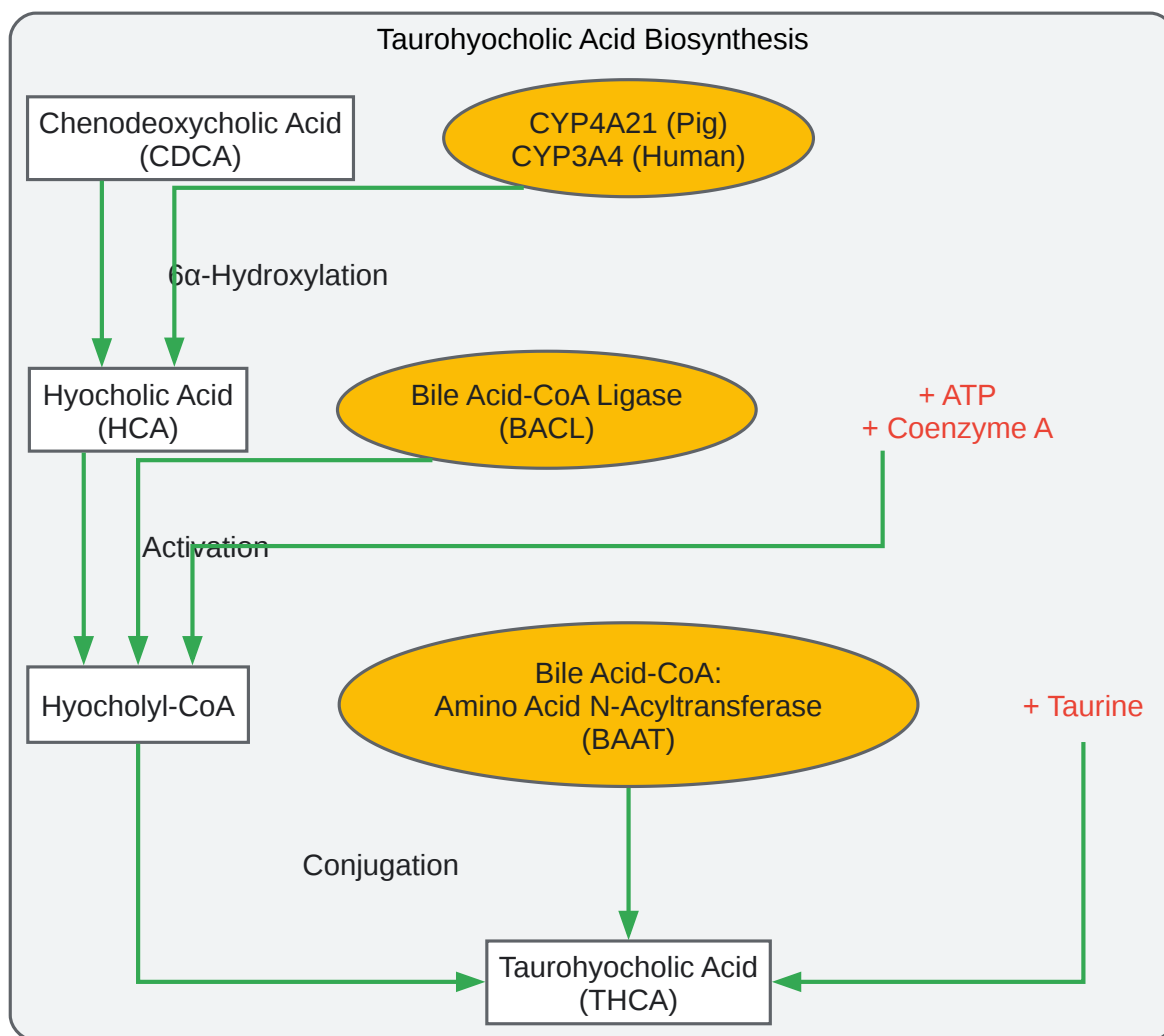 Taurohyocholic Acid Biosynthesis
Chenodeoxycholic Acid
(CDCA)
CYP4A21 (Pig)
CYP3A4 (Human)
6α-Hydroxylation
Hyocholic Acid
(HCA)
Bile Acid-CoA Ligase
(BACL)
+ ATP
+ Coenzyme A
Activation
Hyocholyl-CoA
Bile Acid-CoA:
Amino Acid N-Acyltransferase
(BAAT)
+ Taurine
Conjugation
Taurohyocholic Acid
(THCA)